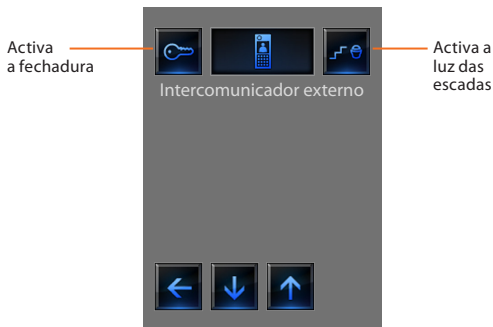 Activa
a fechadura
Intercomunicador externo
Activa a
luz das
escadas